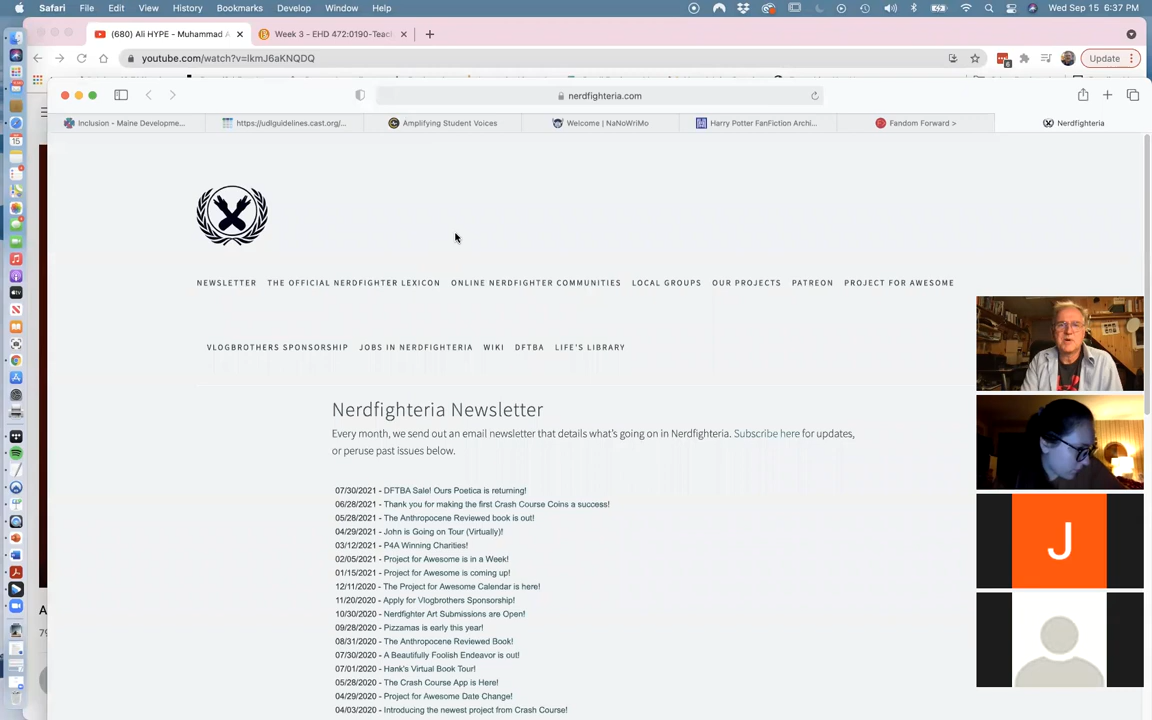 Safari File Edit View History Bookmarks Develop Window Help Wed Sep 15 6:37 PM
(680) Ali HYPE - Muhammad A Week 3 - EHD 472:0190-Teac
youtube.com/watch?v=lkmJ6aKNQDQ Update
nerdfighteria.com
Inclusion - Maine Developme... https://udlguidelines.cast.org/... Amplifying Student Voices Welcome | NaNoWriMo Harry Potter FanFiction Archi... Fandom Forward > Nerdfighteria
NEWSLETTER THE OFFICIAL NERDFIGHTER LEXICON ONLINE NERDFIGHTER COMMUNITIES LOCAL GROUPS OUR PROJECTS PATREON PROJECT FOR AWESOME
VLOGBROTHERS SPONSORSHIP JOBS IN NERDFIGHTERIA WIKI DFTBA LIFE'S LIBRARY
Nerdfighteria Newsletter
Every month, we send out an email newsletter that details what's going on in Nerdfighteria. Subscribe here for updates,
or peruse past issues below.
07/30/2021 - DFTBA Sale! Ours Poetica is returning!
06/28/2021 - Thank you for making the first Crash Course Coins a success!
05/28/2021 - The Anthropocene Reviewed book is out!
04/29/2021 - John is Going on Tour (Virtually)!
03/12/2021 - P4A Winning Charities!
02/05/2021 - Project for Awesome is in a Week!
01/15/2021 - Project for Awesome is coming up!
12/11/2020 - The Project for Awesome Calendar is here!
11/20/2020 - Apply for Vlogbrothers Sponsorship!
10/30/2020 - Nerdfighter Art Submissions are Open!
09/28/2020 - Pizzamas is early this year!
08/31/2020 - The Anthropocene Reviewed Book!
07/30/2020 - A Beautifully Foolish Endeavor is out!
07/01/2020 - Hank's Virtual Book Tour!
05/28/2020 - The Crash Course App is Here!
04/29/2020 - Project for Awesome Date Change!
04/03/2020 - Introducing the newest project from Crash Course!
J